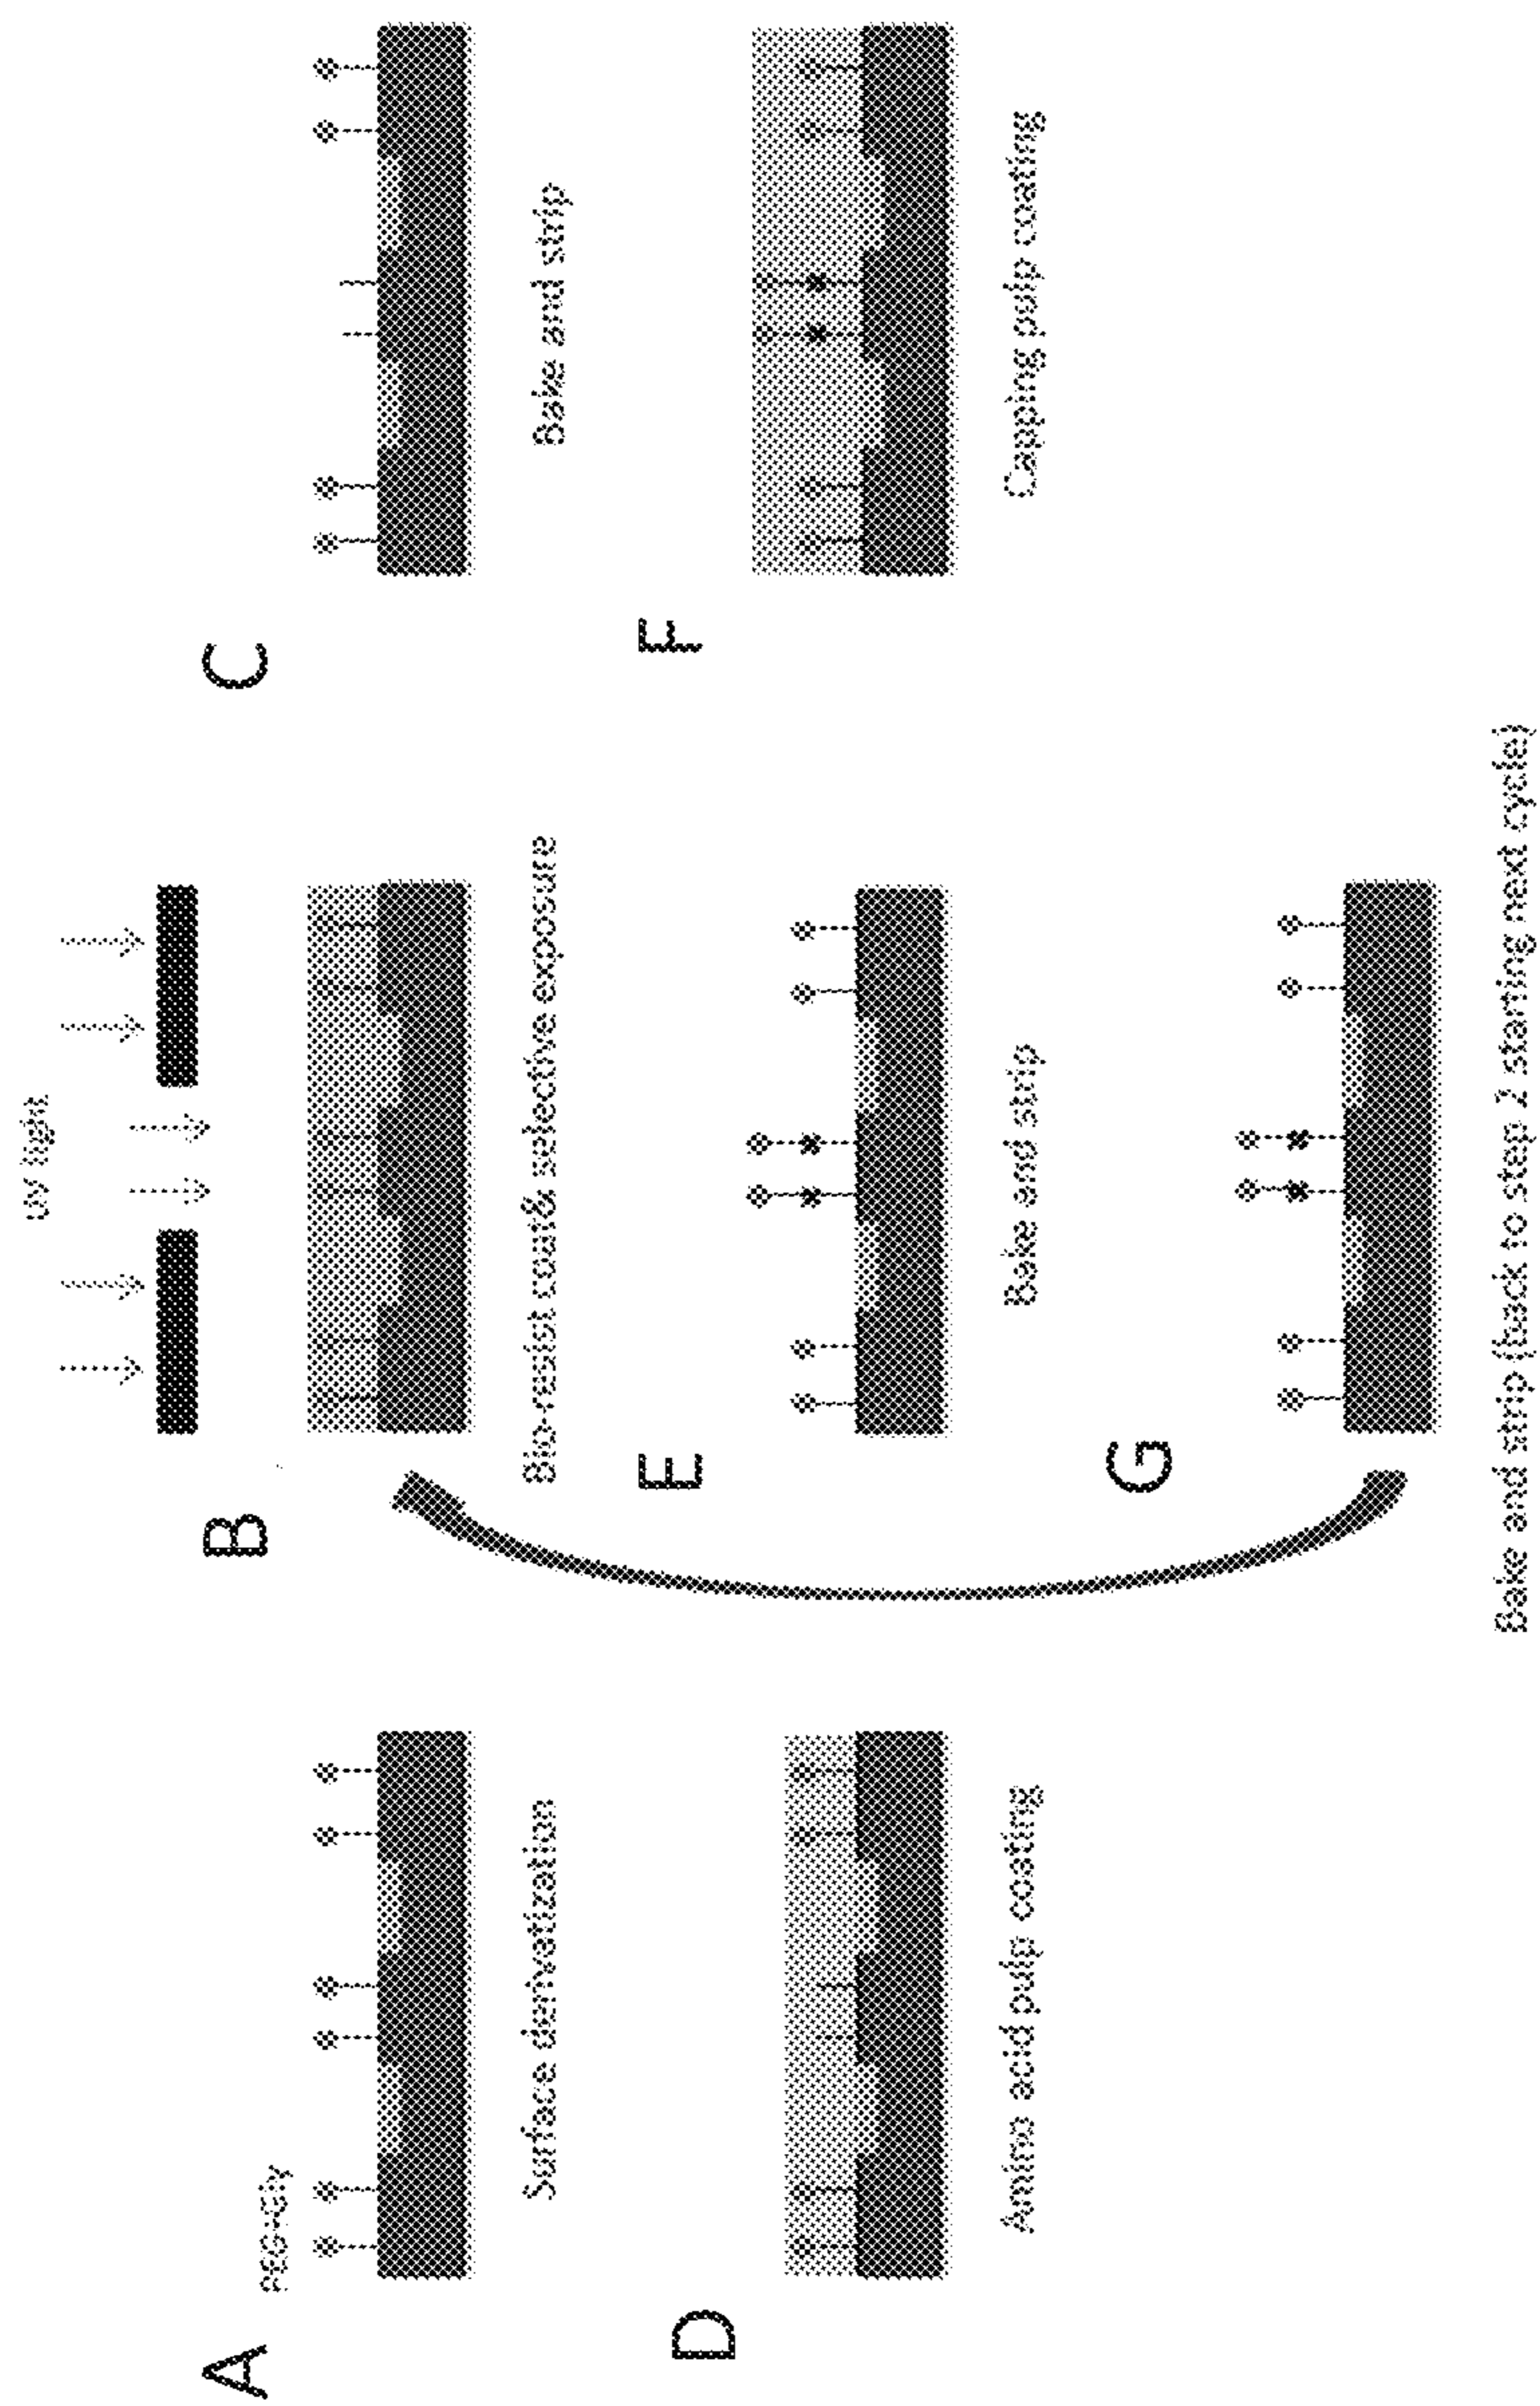 A
PEG+Gly
Surface derivatization
B
UV light
Bio-resist coat& selective exposure
C
Bake and strip
D
Amino acid pulp coating
E
Bake and strip
F
Capping pulp coating
G
Bake and strip (back to step 2 starting next cycle)